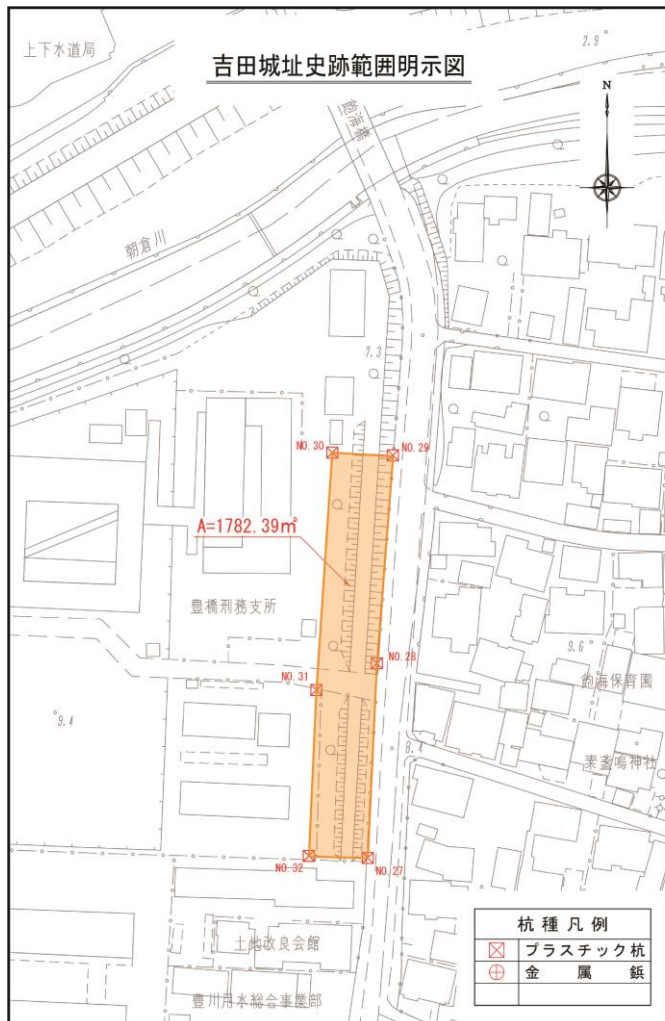 上下水道局
2.9
吉田城址史跡範囲明示図
飽海橋
N
朝倉川
7.3
NO.30
NO.29
A=1782.39㎡
豊橋刑務支所
NO.28
9.6
飽海保育園
NO.31
9.4
8.4
素盞嗚神社
NO.32
NO.27
杭種凡例
プラスチック杭
金属鋲
土地改良会館
豊川用水総合事業部